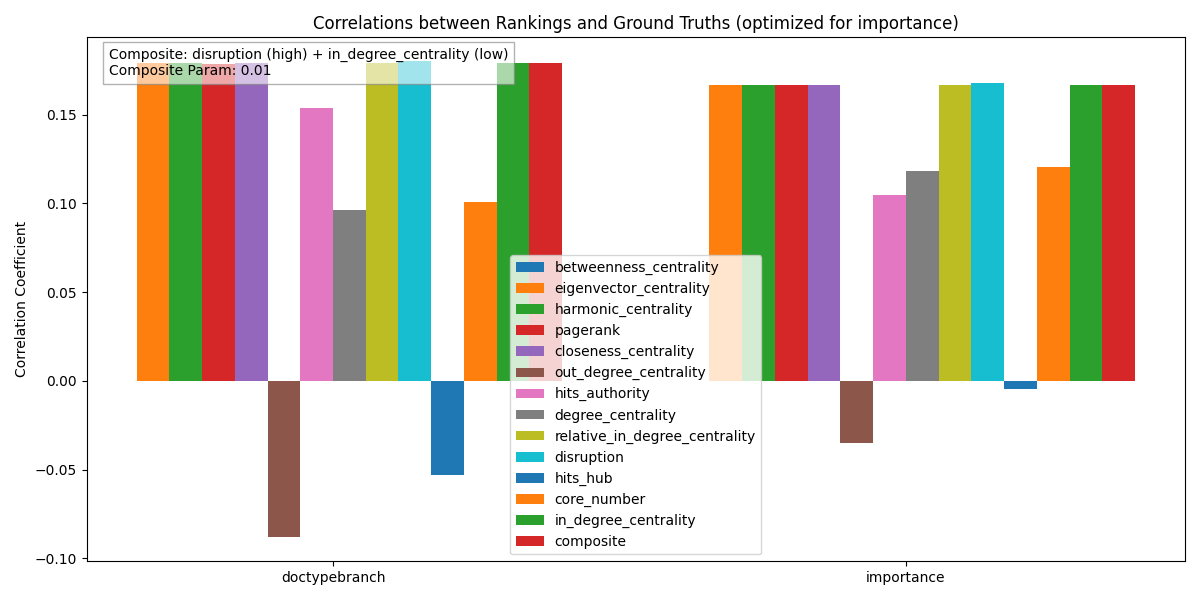 Correlations between Rankings and Ground Truths (optimized for importance)
Composite: disruption (high) + in_degree_centrality (low)
Composite Param: 0.01
Correlation Coefficient
0.15
0.10
0.05
0.00
−0.05
−0.10
betweenness_centrality
eigenvector_centrality
harmonic_centrality
pagerank
closeness_centrality
out_degree_centrality
hits_authority
degree_centrality
relative_in_degree_centrality
disruption
hits_hub
core_number
in_degree_centrality
composite
doctypebranch
importance